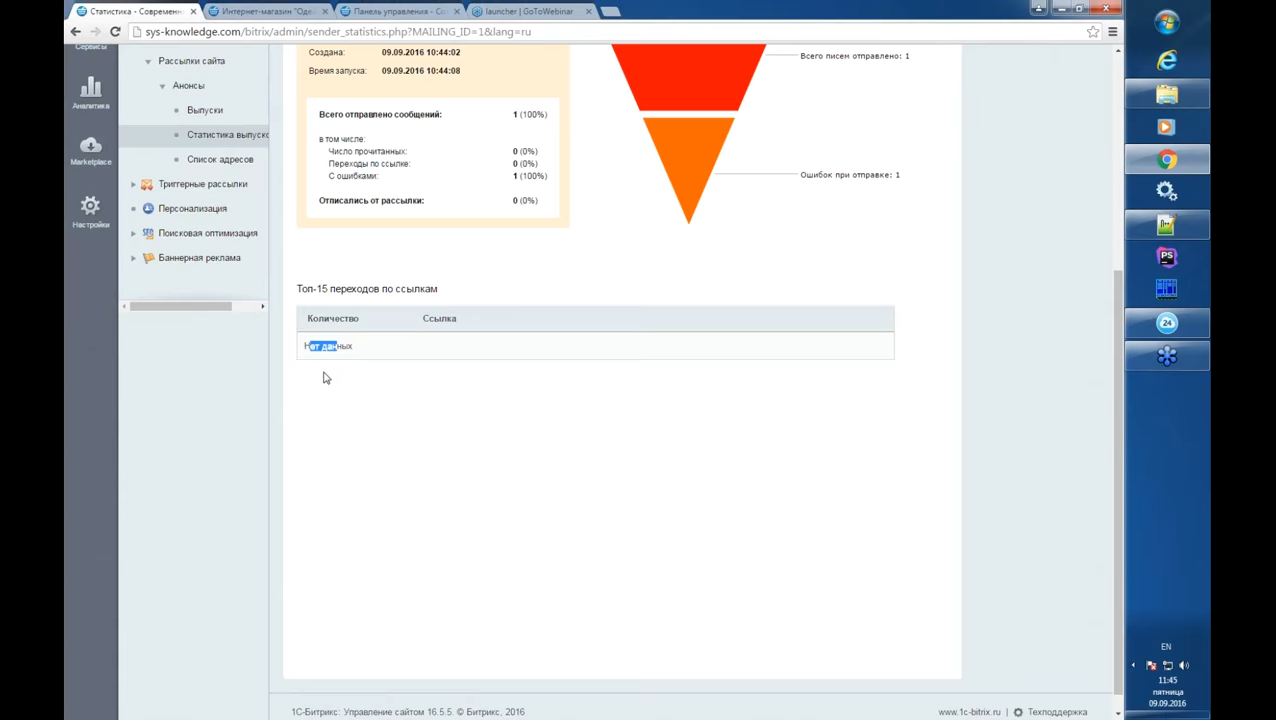 Статистика - Современн
Интернет-магазин "Оде
Панель управления - Со
launcher | GoToWebinar
sys-knowledge.com/bitrix/admin/sender_statistics.php?MAILING_ID=1&lang=ru
Сервисы
Аналитика
Marketplace
Настройки
Рассылки сайта
Анонсы
Выпуски
Статистика выпуско
Список адресов
Триггерные рассылки
Персонализация
Поисковая оптимизация
Баннерная реклама
Создана: 09.09.2016 10:44:02
Время запуска: 09.09.2016 10:44:08
Всего отправлено сообщений: 1 (100%)
в том числе:
Число прочитанных: 0 (0%)
Переходы по ссылке: 0 (0%)
С ошибками: 1 (100%)
Отписались от рассылки: 0 (0%)
Всего писем отправлено: 1
Ошибок при отправке: 1
Топ-15 переходов по ссылкам
Количество Ссылка
Нет данных
1С-Битрикс: Управление сайтом 16.5.5. © Битрикс, 2016
www.1c-bitrix.ru Техподдержка
24
EN
11:45
пятница
09.09.2016